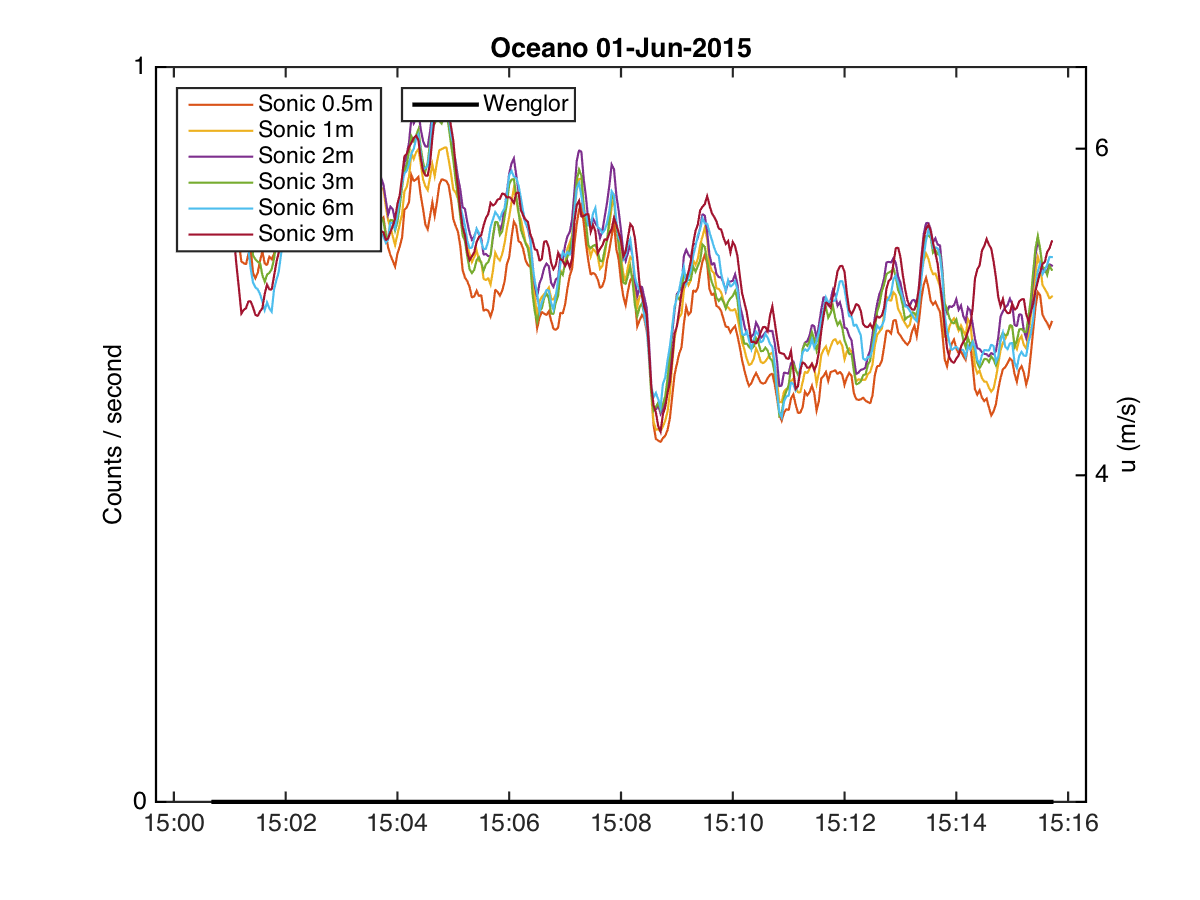 Oceano 01-Jun-2015
1
Sonic 0.5m
Sonic 1m
Sonic 2m
Sonic 3m
Sonic 6m
Sonic 9m
Wenglor
6
4
Counts / second
u (m/s)
0
15:00 15:02 15:04 15:06 15:08 15:10 15:12 15:14 15:16